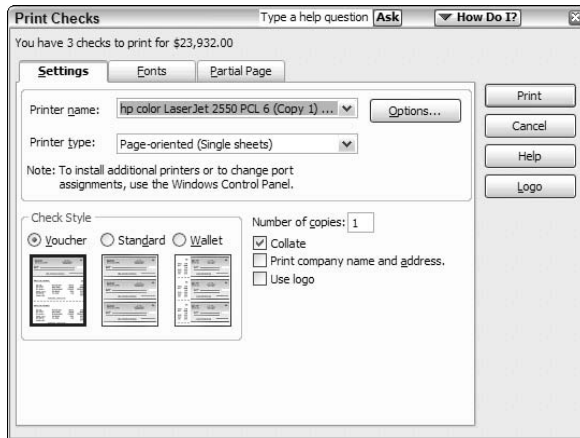 Print Checks
Type a help question Ask
How Do I?
You have 3 checks to print for $23,932.00
Settings
Fonts
Partial Page
Printer name: hp color LaserJet 2550 PCL 6 (Copy 1) ...
Options...
Printer type: Page-oriented (Single sheets)
Note: To install additional printers or to change port
assignments, use the Windows Control Panel.
Check Style
Voucher Standard Wallet
Number of copies: 1
Collate
Print company name and address.
Use logo
Print
Cancel
Help
Logo